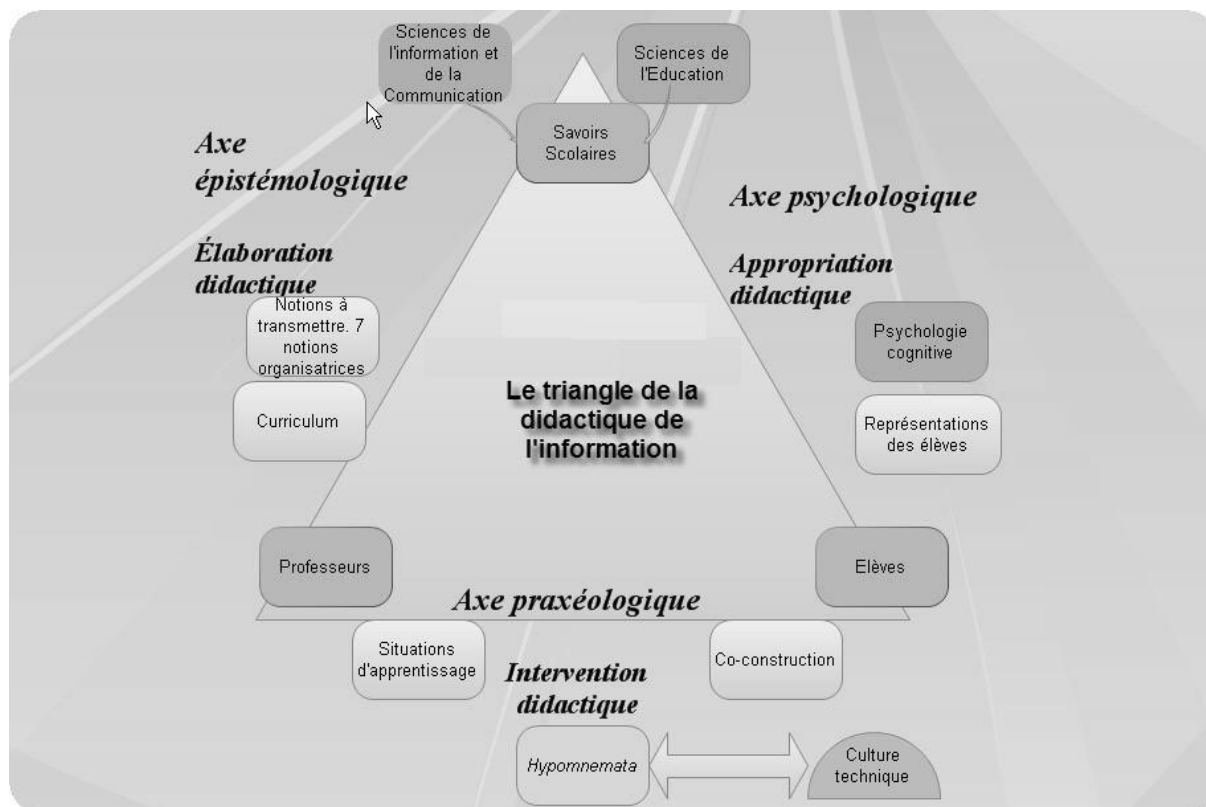 Sciences de
l'information et
de la
Communication
Sciences de
l'Education
Savoirs
Scolaires
Axe
épistémologique
Axe psychologique
Élaboration
didactique
Appropriation
didactique
Notions à
transmettre. 7
notions
organisatrices
Psychologie
cognitive
Curriculum
Le triangle de la
didactique de
l'information
Représentations
des élèves
Professeurs
Elèves
Axe praxéologique
Situations
d'apprentissage
Co-construction
Intervention
didactique
Hypomnemata
Culture
technique